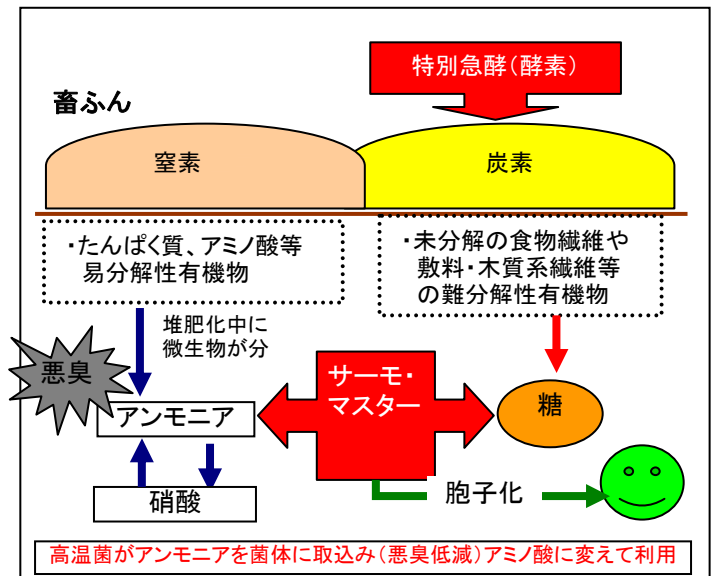 特別急酵（酵素）
畜ふん
窒素
炭素
・たんぱく質、アミノ酸等
易分解性有機物
・未分解の食物繊維や
敷料・木質系繊維等
の難分解性有機物
堆肥化中に
微生物が分
悪臭
サーモ・
マスター
アンモニア
糖
硝酸
胞子化
高温菌がアンモニアを菌体に取込み（悪臭低減）アミノ酸に変えて利用